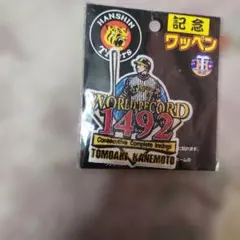 HANSHIN
記念
ワッペン
TIGERS
WORLD RECORD
1492
Consecutive Complete Innings
TOMOAKI KANEMOTO